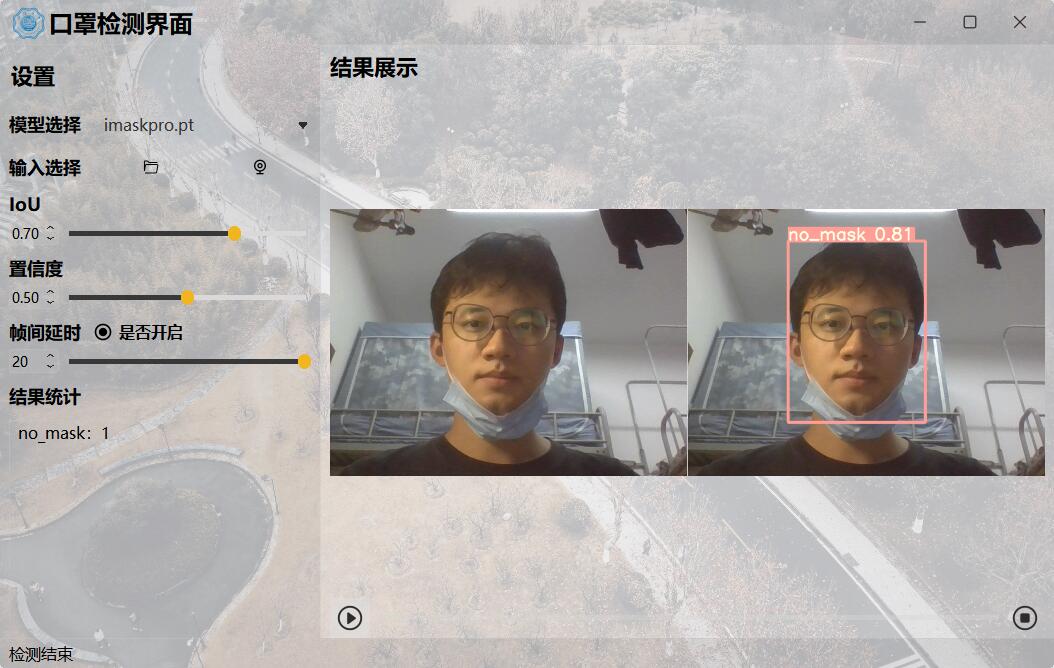 口罩检测界面
设置
模型选择 imaskpro.pt
输入选择
IoU
0.70
置信度
0.50
帧间延时 是否开启
20
结果统计
no_mask：1
结果展示
no_mask 0.81
检测结束